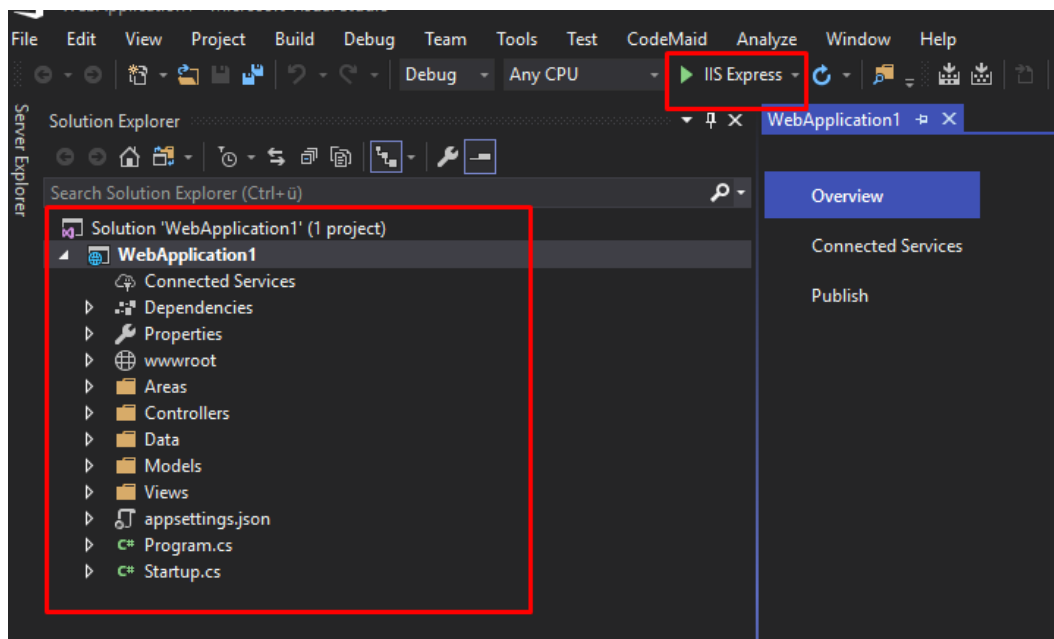 File Edit View Project Build Debug Team Tools Test CodeMaid Analyze Window Help
Debug Any CPU IIS Express
Server Explorer
Solution Explorer
WebApplication1
Search Solution Explorer (Ctrl+ü)
Overview
Connected Services
Publish
Solution 'WebApplication1' (1 project)
WebApplication1
Connected Services
Dependencies
Properties
wwwroot
Areas
Controllers
Data
Models
Views
appsettings.json
C# Program.cs
C# Startup.cs